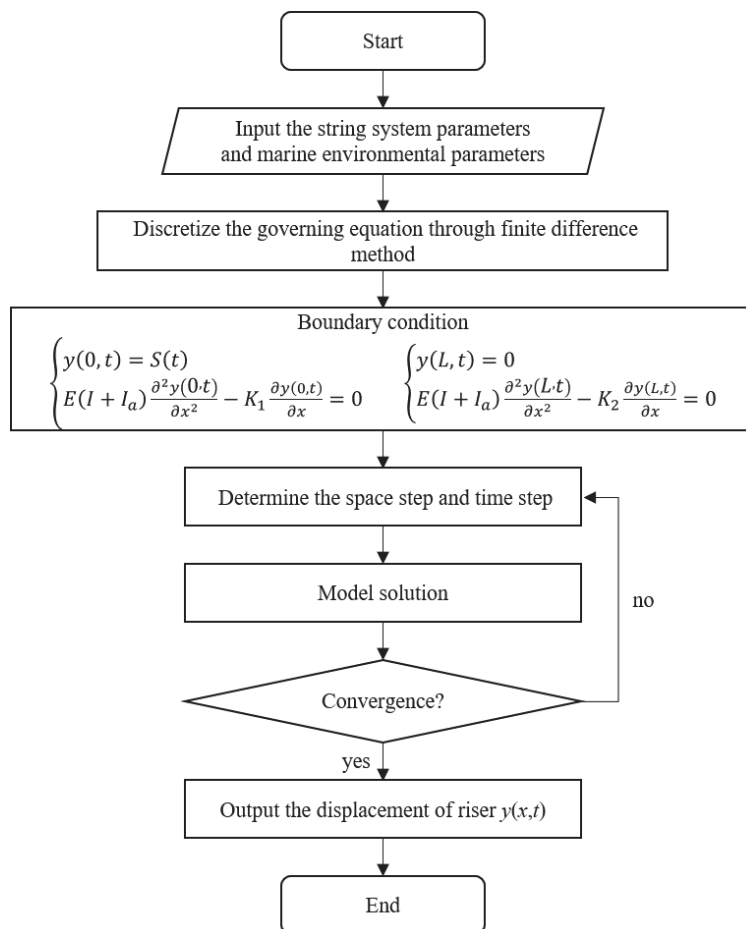 Start
Input the string system parameters
and marine environmental parameters
Discretize the governing equation through finite difference
method
Boundary condition
{y(0, t) = S(t)
E(I + I_a) ∂²y(0·t)/∂x² − K₁ ∂y(0,t)/∂x = 0
{y(L, t) = 0
E(I + I_a) ∂²y(L·t)/∂x² − K₂ ∂y(L,t)/∂x = 0
Determine the space step and time step
Model solution
no
Convergence?
yes
Output the displacement of riser y(x,t)
End